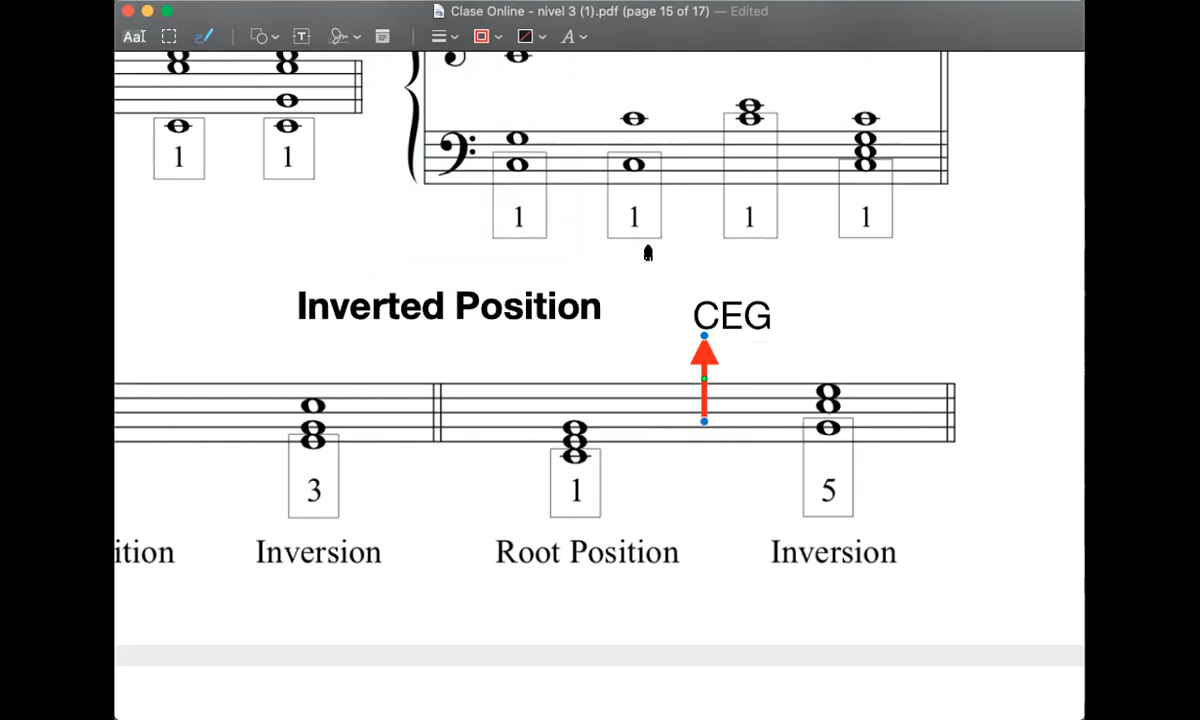 Clase Online - nivel 3 (1).pdf (page 15 of 17) — Edited
AaI T A
1 1
1 1 1 1
Inverted Position
CEG
3 1 5
ition Inversion Root Position Inversion